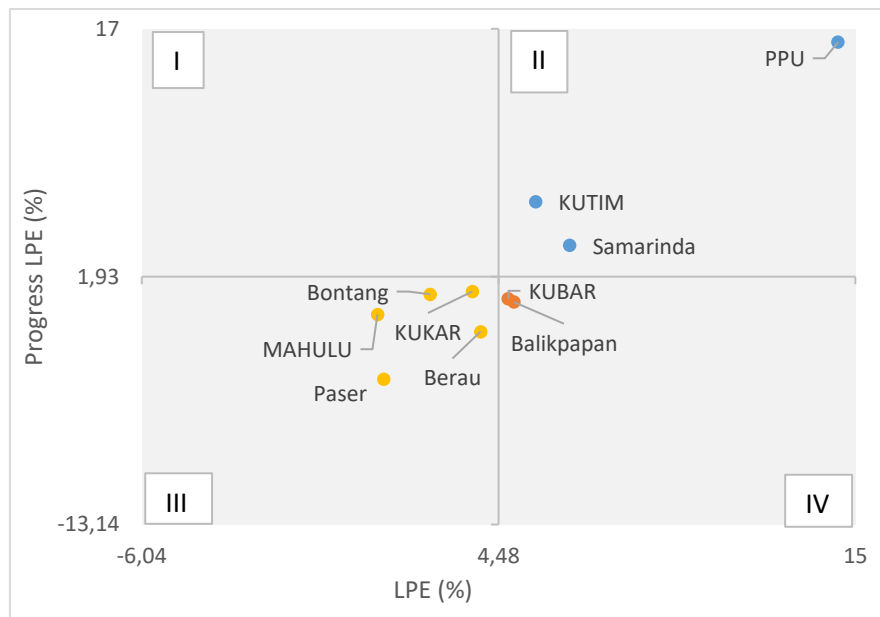 17
I
II
PPU
KUTIM
Samarinda
Progress LPE (%)
1,93
Bontang
KUBAR
KUKAR
Balikpapan
MAHULU
Berau
Paser
III
IV
-13,14
-6,04
4,48
15
LPE (%)